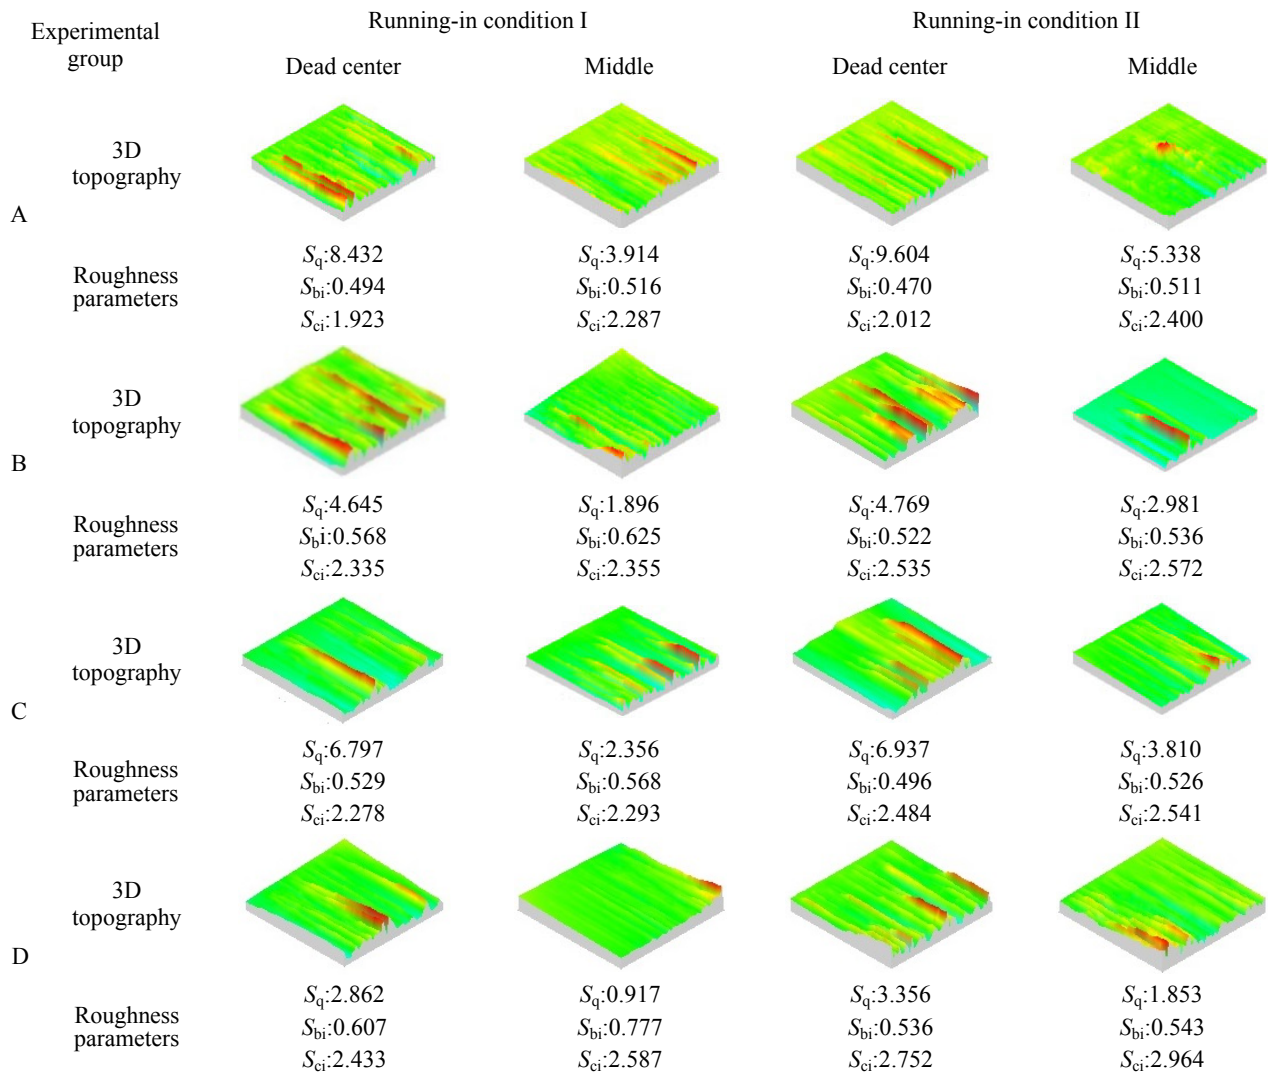 Experimental group
Running-in condition I
Running-in condition II
Dead center
Middle
Dead center
Middle
A
3D topography
Roughness parameters
Sq:8.432
Sbi:0.494
Sci:1.923
Sq:3.914
Sbi:0.516
Sci:2.287
Sq:9.604
Sbi:0.470
Sci:2.012
Sq:5.338
Sbi:0.511
Sci:2.400
B
3D topography
Roughness parameters
Sq:4.645
Sbi:0.568
Sci:2.335
Sq:1.896
Sbi:0.625
Sci:2.355
Sq:4.769
Sbi:0.522
Sci:2.535
Sq:2.981
Sbi:0.536
Sci:2.572
C
3D topography
Roughness parameters
Sq:6.797
Sbi:0.529
Sci:2.278
Sq:2.356
Sbi:0.568
Sci:2.293
Sq:6.937
Sbi:0.496
Sci:2.484
Sq:3.810
Sbi:0.526
Sci:2.541
D
3D topography
Roughness parameters
Sq:2.862
Sbi:0.607
Sci:2.433
Sq:0.917
Sbi:0.777
Sci:2.587
Sq:3.356
Sbi:0.536
Sci:2.752
Sq:1.853
Sbi:0.543
Sci:2.964